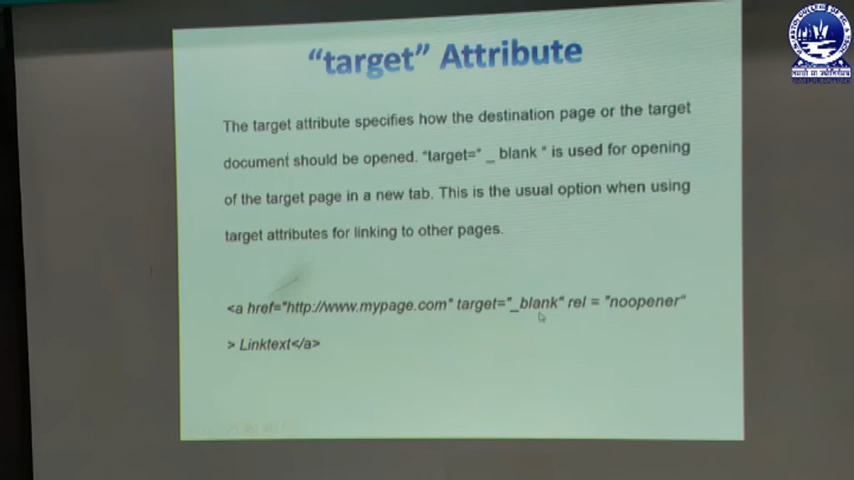 “target” Attribute
The target attribute specifies how the destination page or the target
document should be opened. "target=" _ blank " is used for opening
of the target page in a new tab. This is the usual option when using
target attributes for linking to other pages.
<a href="http://www.mypage.com" target="_blank" rel = "noopener"
> Linktext</a>